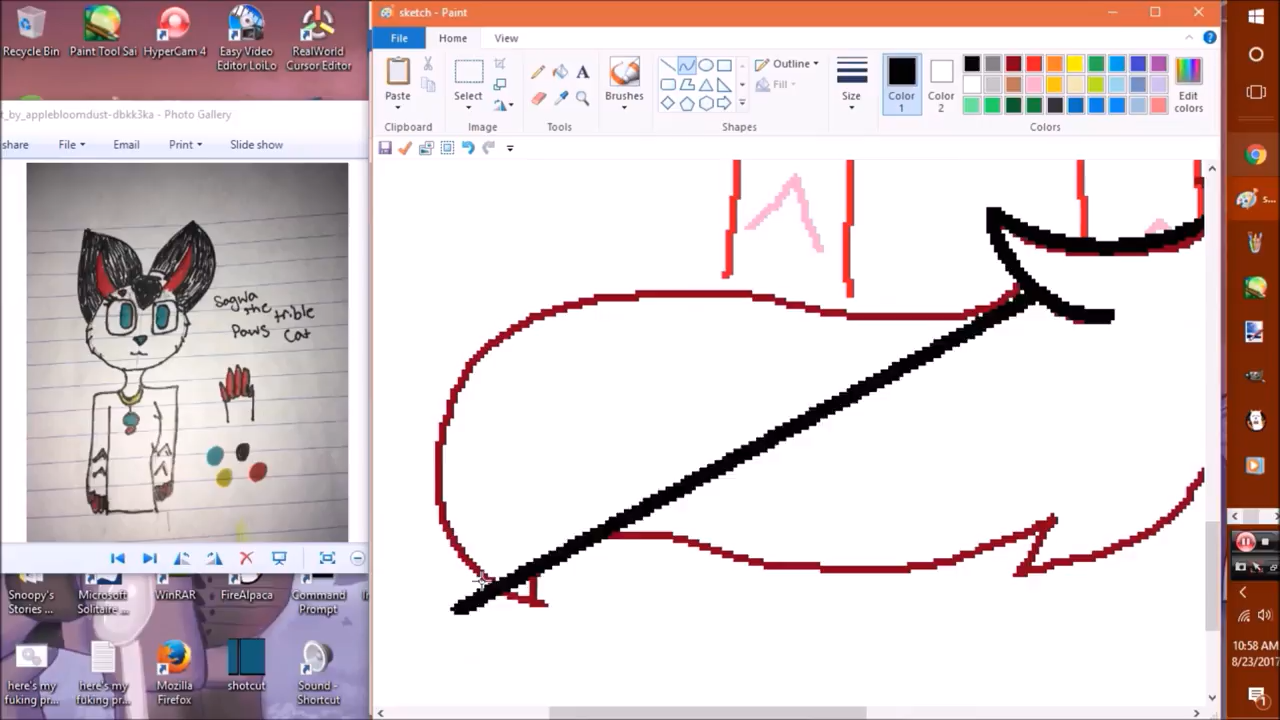 Recycle Bin
Paint Tool Sai
HyperCam 4
Easy Video
Editor LoiLo
RealWorld
Cursor Editor
t_by_applebloomdust-dbkk3ka - Photo Gallery
share
File
Email
Print
Slide show
Sagwa
the trible
Paws Cat
Snoopy's
Stories ...
Microsoft
Solitaire ...
WinRAR
FireAlpaca
Command
Prompt
here's my
fuking pr...
here's my
fuking pr...
Mozilla
Firefox
shotcut
Sound -
Shortcut
sketch - Paint
File
Home
View
Paste
Select
Brushes
Outline
Fill
Size
Color
1
Color
2
Edit
colors
Clipboard
Image
Tools
Shapes
Colors
s...
10:58 AM
8/23/2017